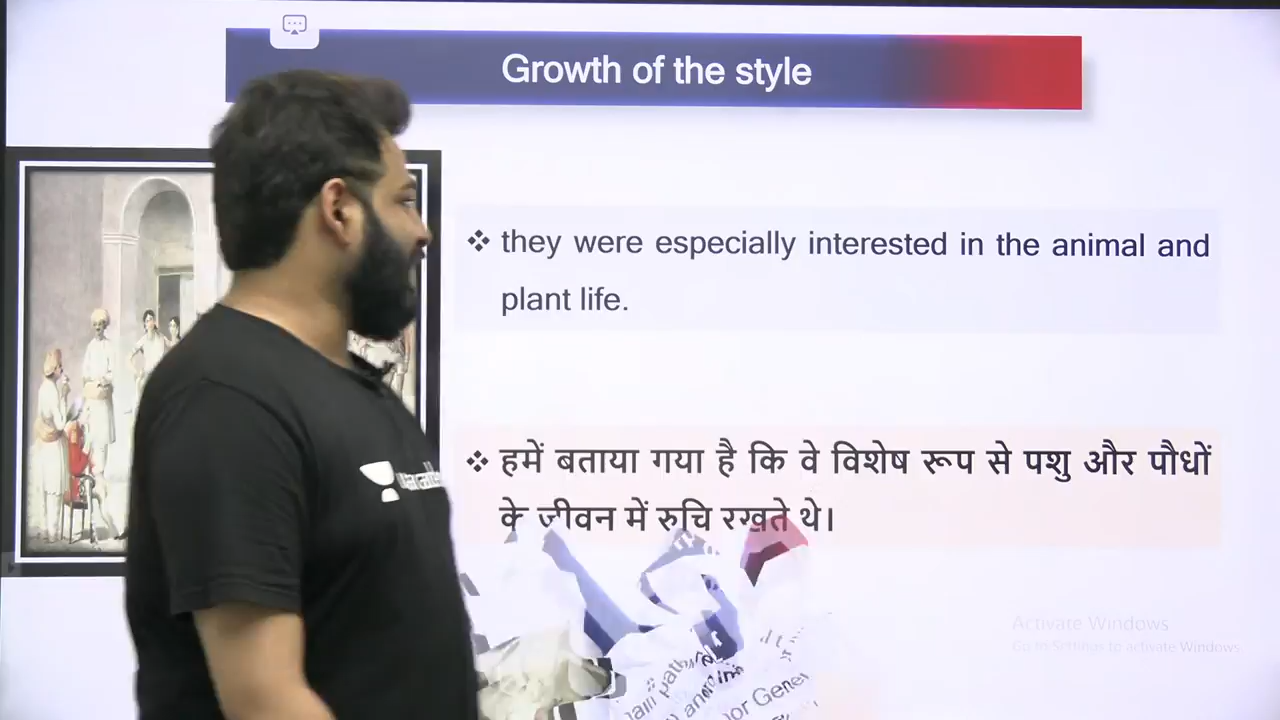 Growth of the style
❖ they were especially interested in the animal and
plant life.
❖ हमें बताया गया है कि वे विशेष रूप से पशु और पौधों
के जीवन में रुचि रखते थे।
Activate Windows
Go to Settings to activate Windows.